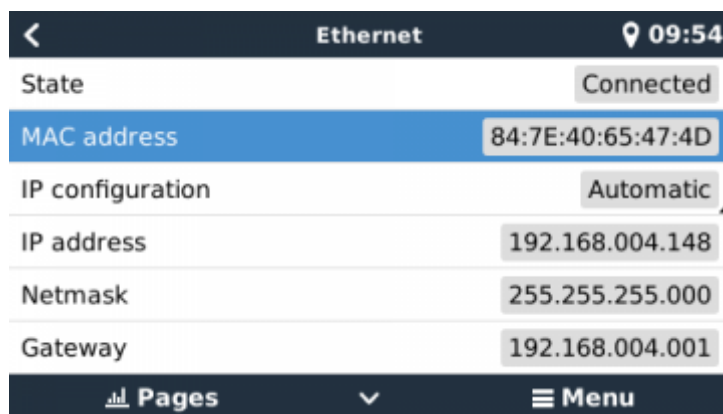 Ethernet 09:54
State Connected
MAC address 84:7E:40:65:47:4D
IP configuration Automatic
IP address 192.168.004.148
Netmask 255.255.255.000
Gateway 192.168.004.001
Pages Menu